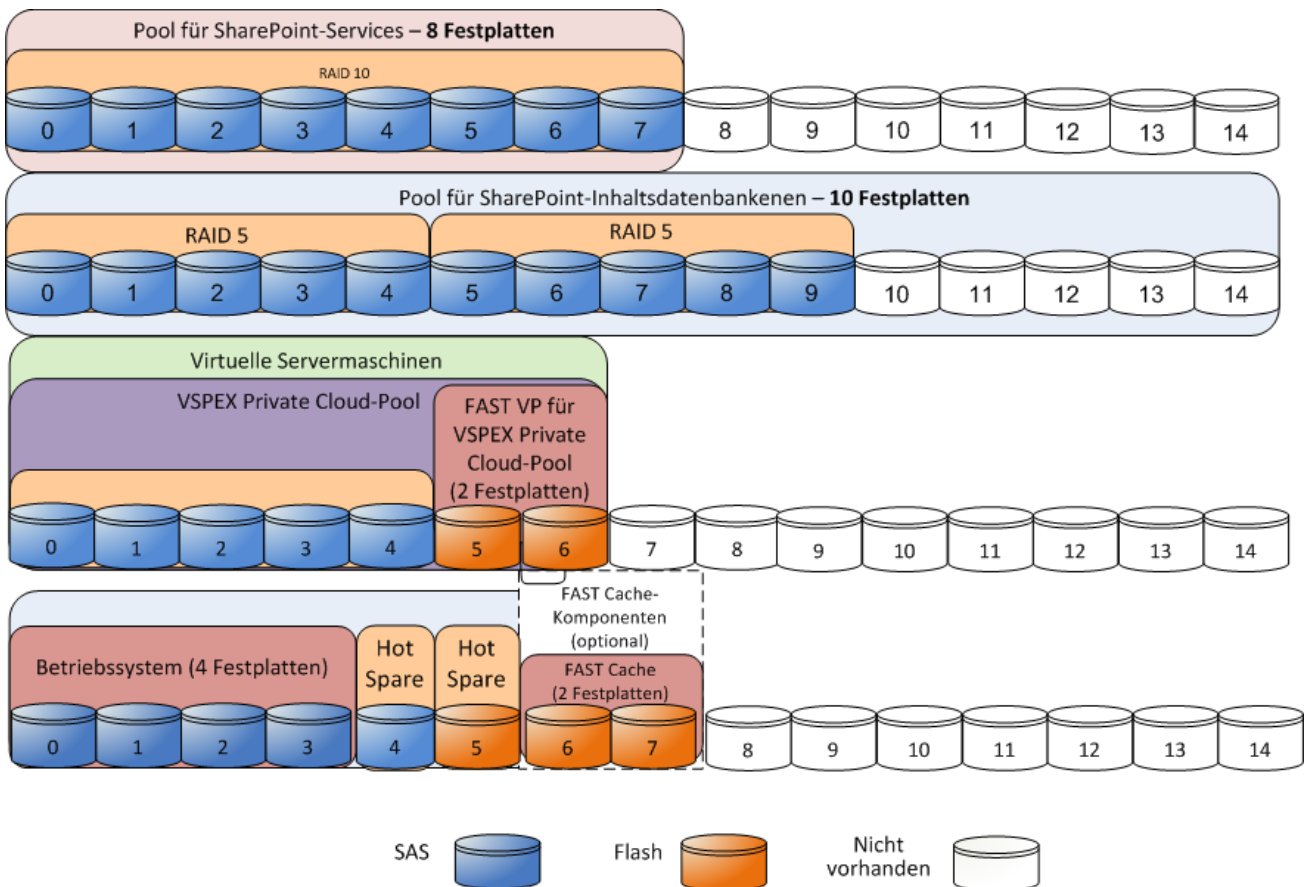 Pool für SharePoint-Services – 8 Festplatten
RAID 10
0 1 2 3 4 5 6 7 8 9 10 11 12 13 14
Pool für SharePoint-Inhaltsdatenbankenen – 10 Festplatten
RAID 5 RAID 5
0 1 2 3 4 5 6 7 8 9 10 11 12 13 14
Virtuelle Servermaschinen
VSPEX Private Cloud-Pool
FAST VP für
VSPEX Private
Cloud-Pool
(2 Festplatten)
0 1 2 3 4 5 6 7 8 9 10 11 12 13 14
FAST Cache-
Komponenten
(optional)
Betriebssystem (4 Festplatten)
Hot
Spare
Hot
Spare
FAST Cache
(2 Festplatten)
0 1 2 3 4 5 6 7 8 9 10 11 12 13 14
SAS
Flash
Nicht
vorhanden